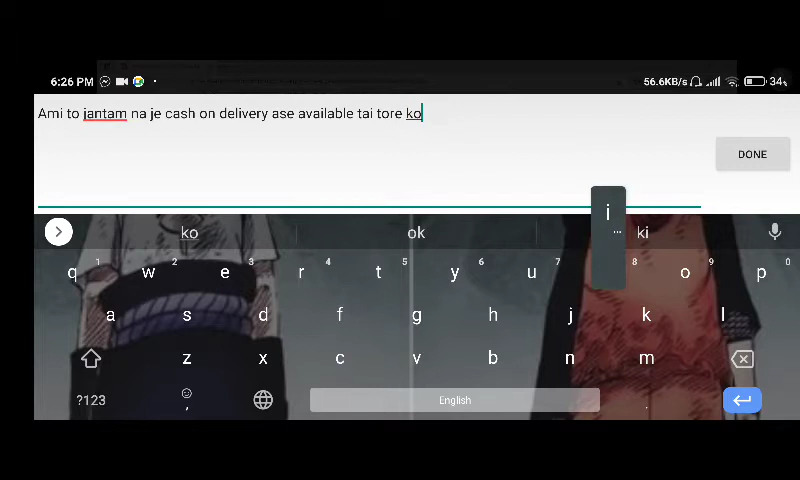 6:26 PM 56.6KB/s 34%
Ami to jantam na je cash on delivery ase available tai tore ko
DONE
i
ko ok ki
1 2 3 4 5 6 7 8 9 0
q w e r t y u o p
a s d f g h j k l
z x c v b n m
?123 , English .